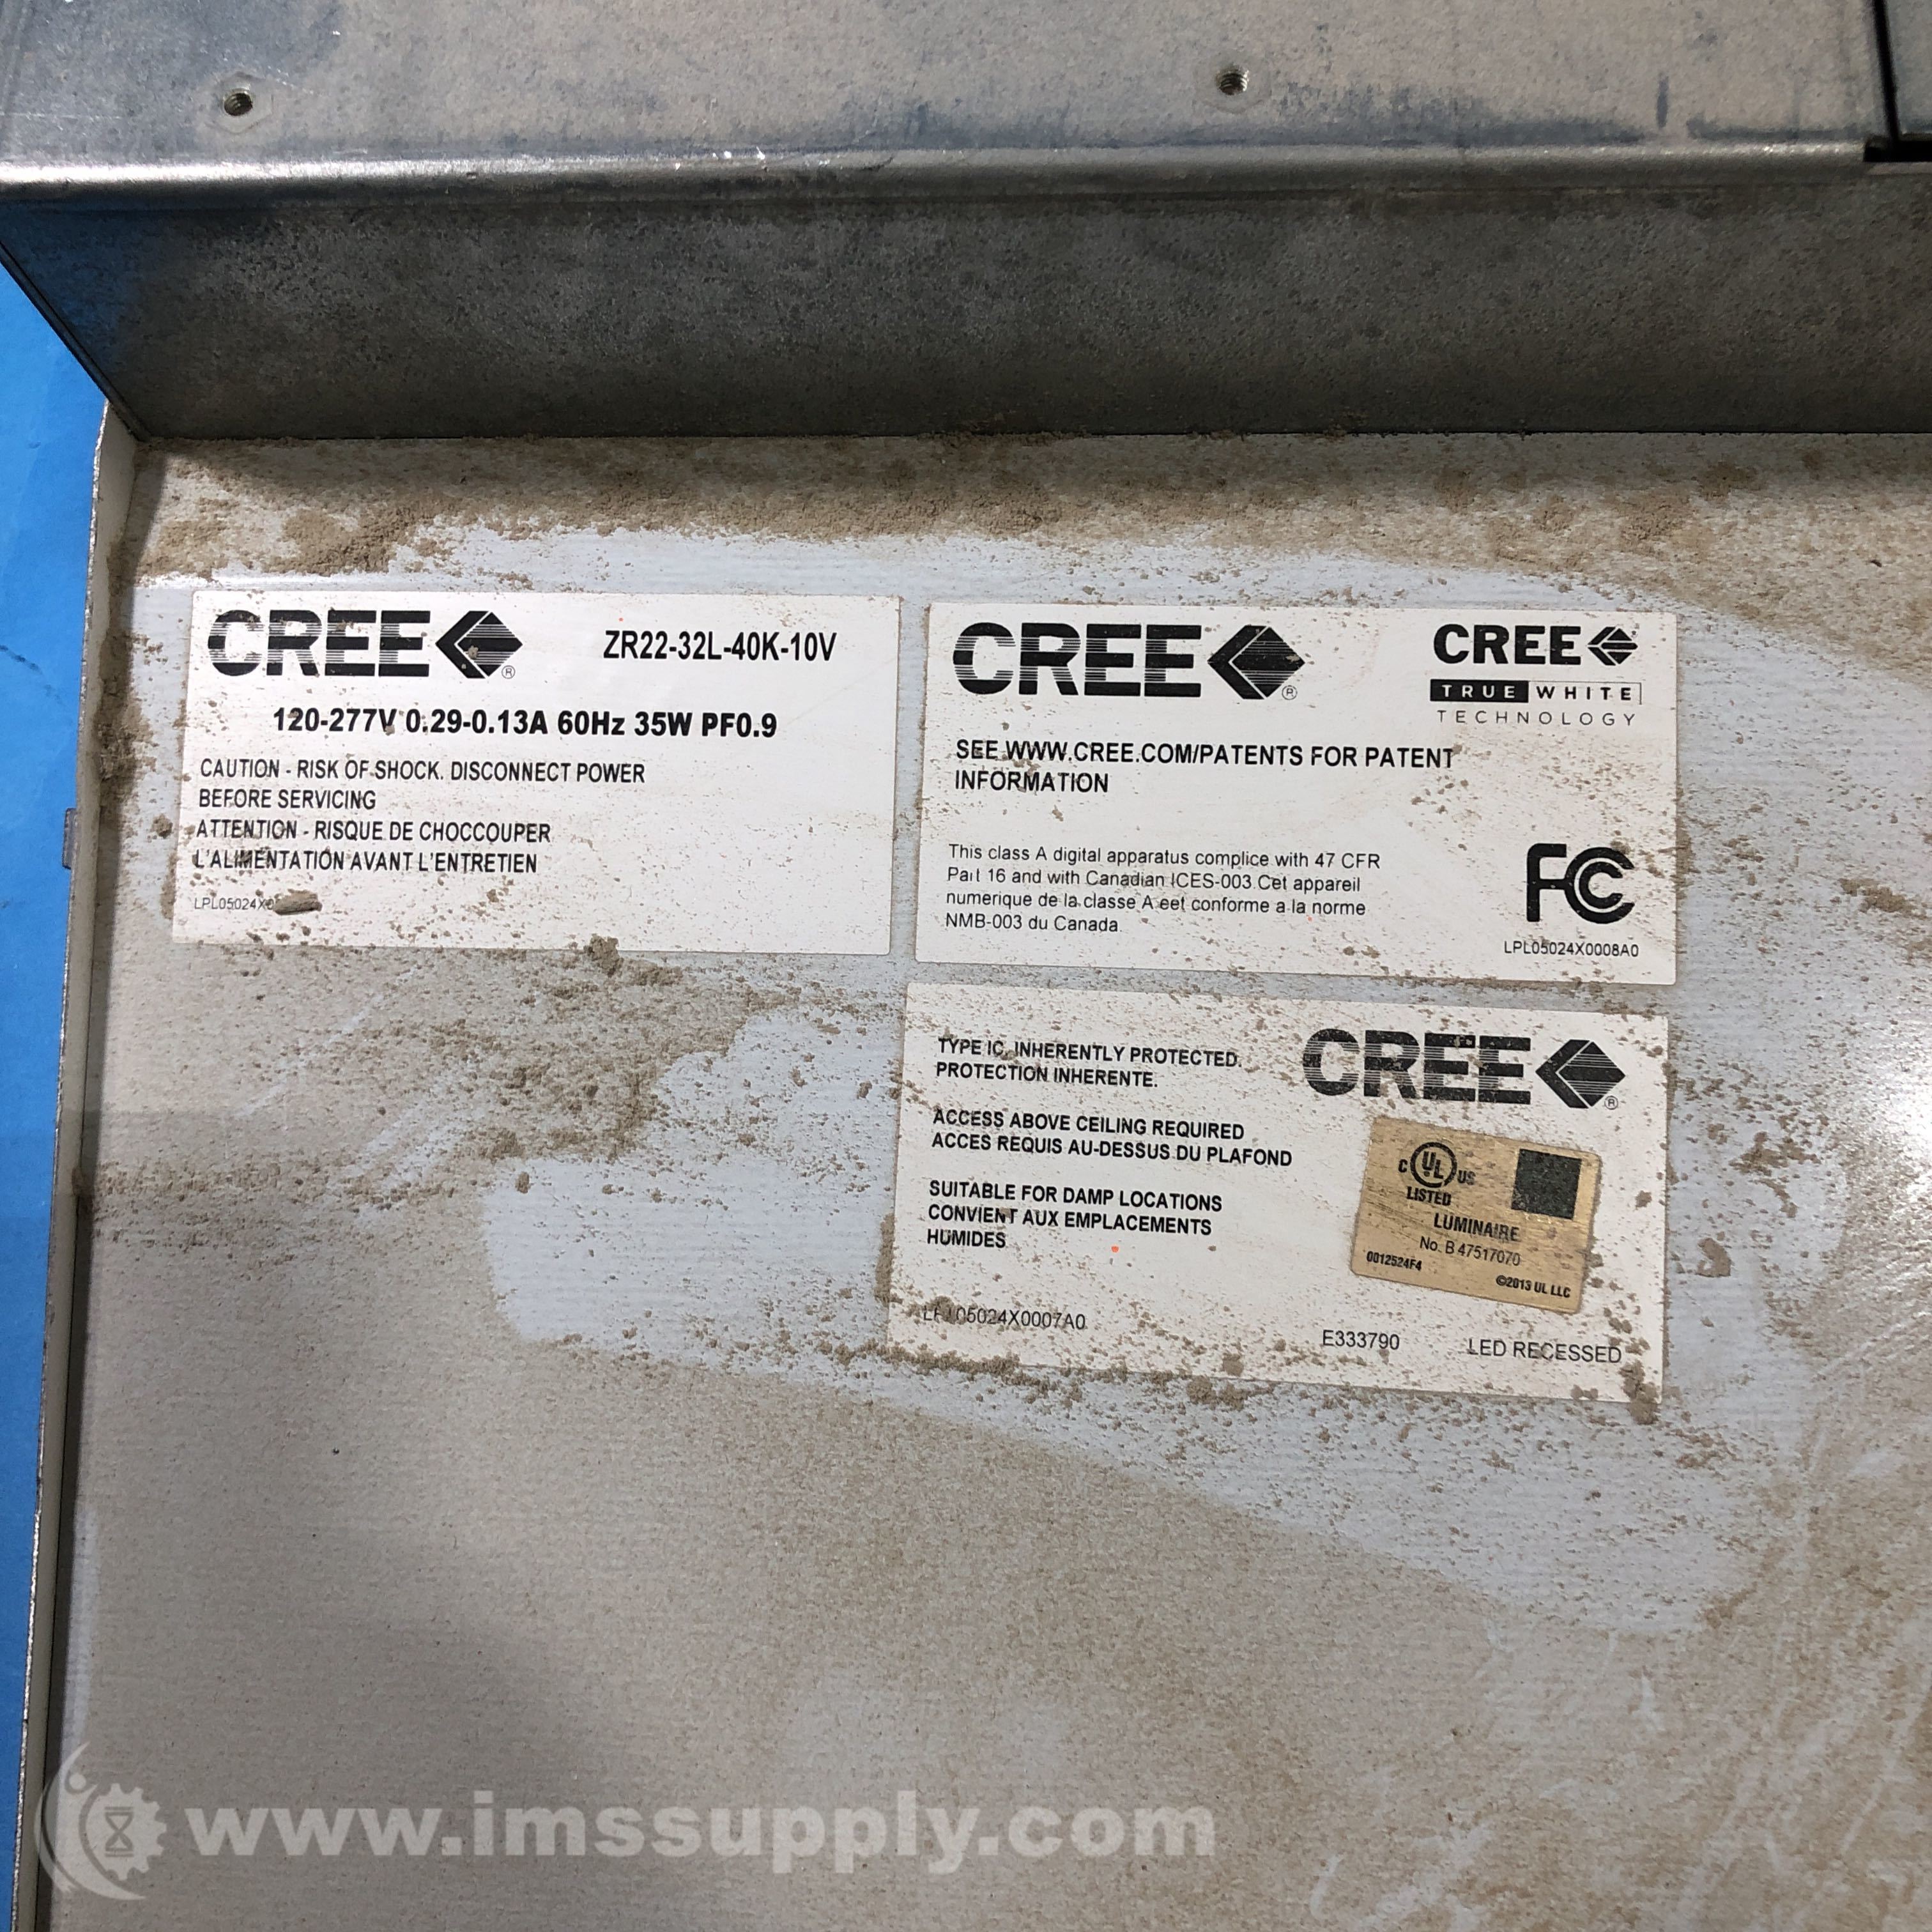 CREE ® ZR22-32L-40K-10V
120-277V 0.29-0.13A 60Hz 35W PF0.9
CAUTION - RISK OF SHOCK. DISCONNECT POWER
BEFORE SERVICING
ATTENTION - RISQUE DE CHOCCOUPER
L'ALIMENTATION AVANT L'ENTRETIEN
CREE ®
CREE
TRUE WHITE
TECHNOLOGY
SEE WWW.CREE.COM/PATENTS FOR PATENT
INFORMATION
This class A digital apparatus complice with 47 CFR
Part 16 and with Canadian ICES-003.Cet appareil
numerique de la classe A eet conforme a la norme
NMB-003 du Canada.
FC
LPL05024X0008A0
CREE ®
TYPE IC. INHERENTLY PROTECTED.
PROTECTION INHERENTE.
ACCESS ABOVE CEILING REQUIRED
ACCES REQUIS AU-DESSUS DU PLAFOND
SUITABLE FOR DAMP LOCATIONS
CONVIENT AUX EMPLACEMENTS
HUMIDES
C UL US
LISTED
LUMINAIRE
No. B 47517070
0012524F4
©2013 UL LLC
LPL05024X0007A0
E333790 LED RECESSED
www.imssupply.com